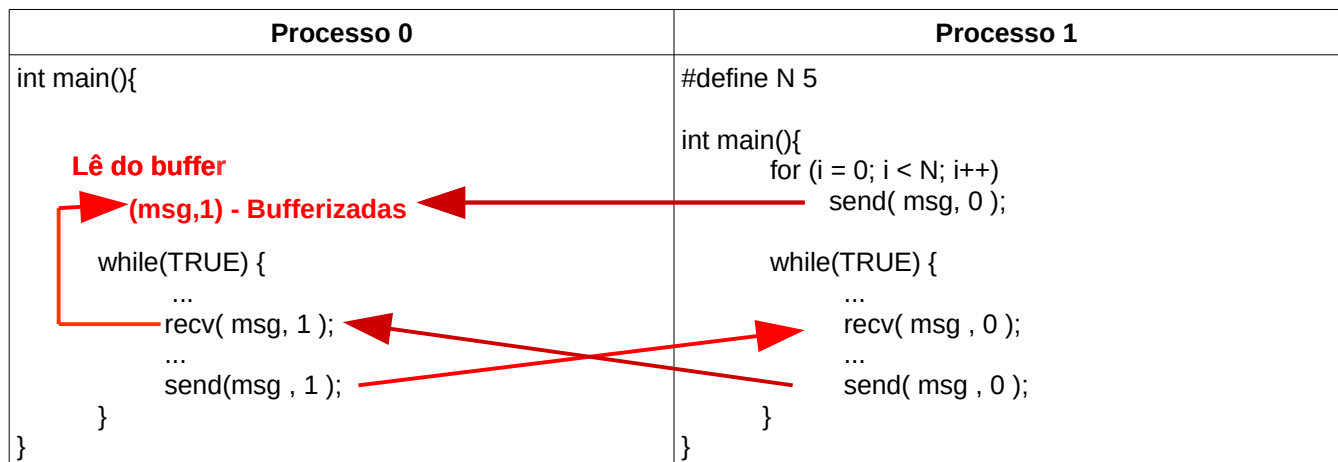 Processo 0
int main(){
Lê do buffer
(msg,1) - Bufferizadas
while(TRUE) {
...
recv( msg, 1 );
...
send(msg , 1 );
}
}
Processo 1
#define N 5
int main(){
for (i = 0; i < N; i++)
send( msg, 0 );
while(TRUE) {
...
recv( msg , 0 );
...
send( msg , 0 );
}
}